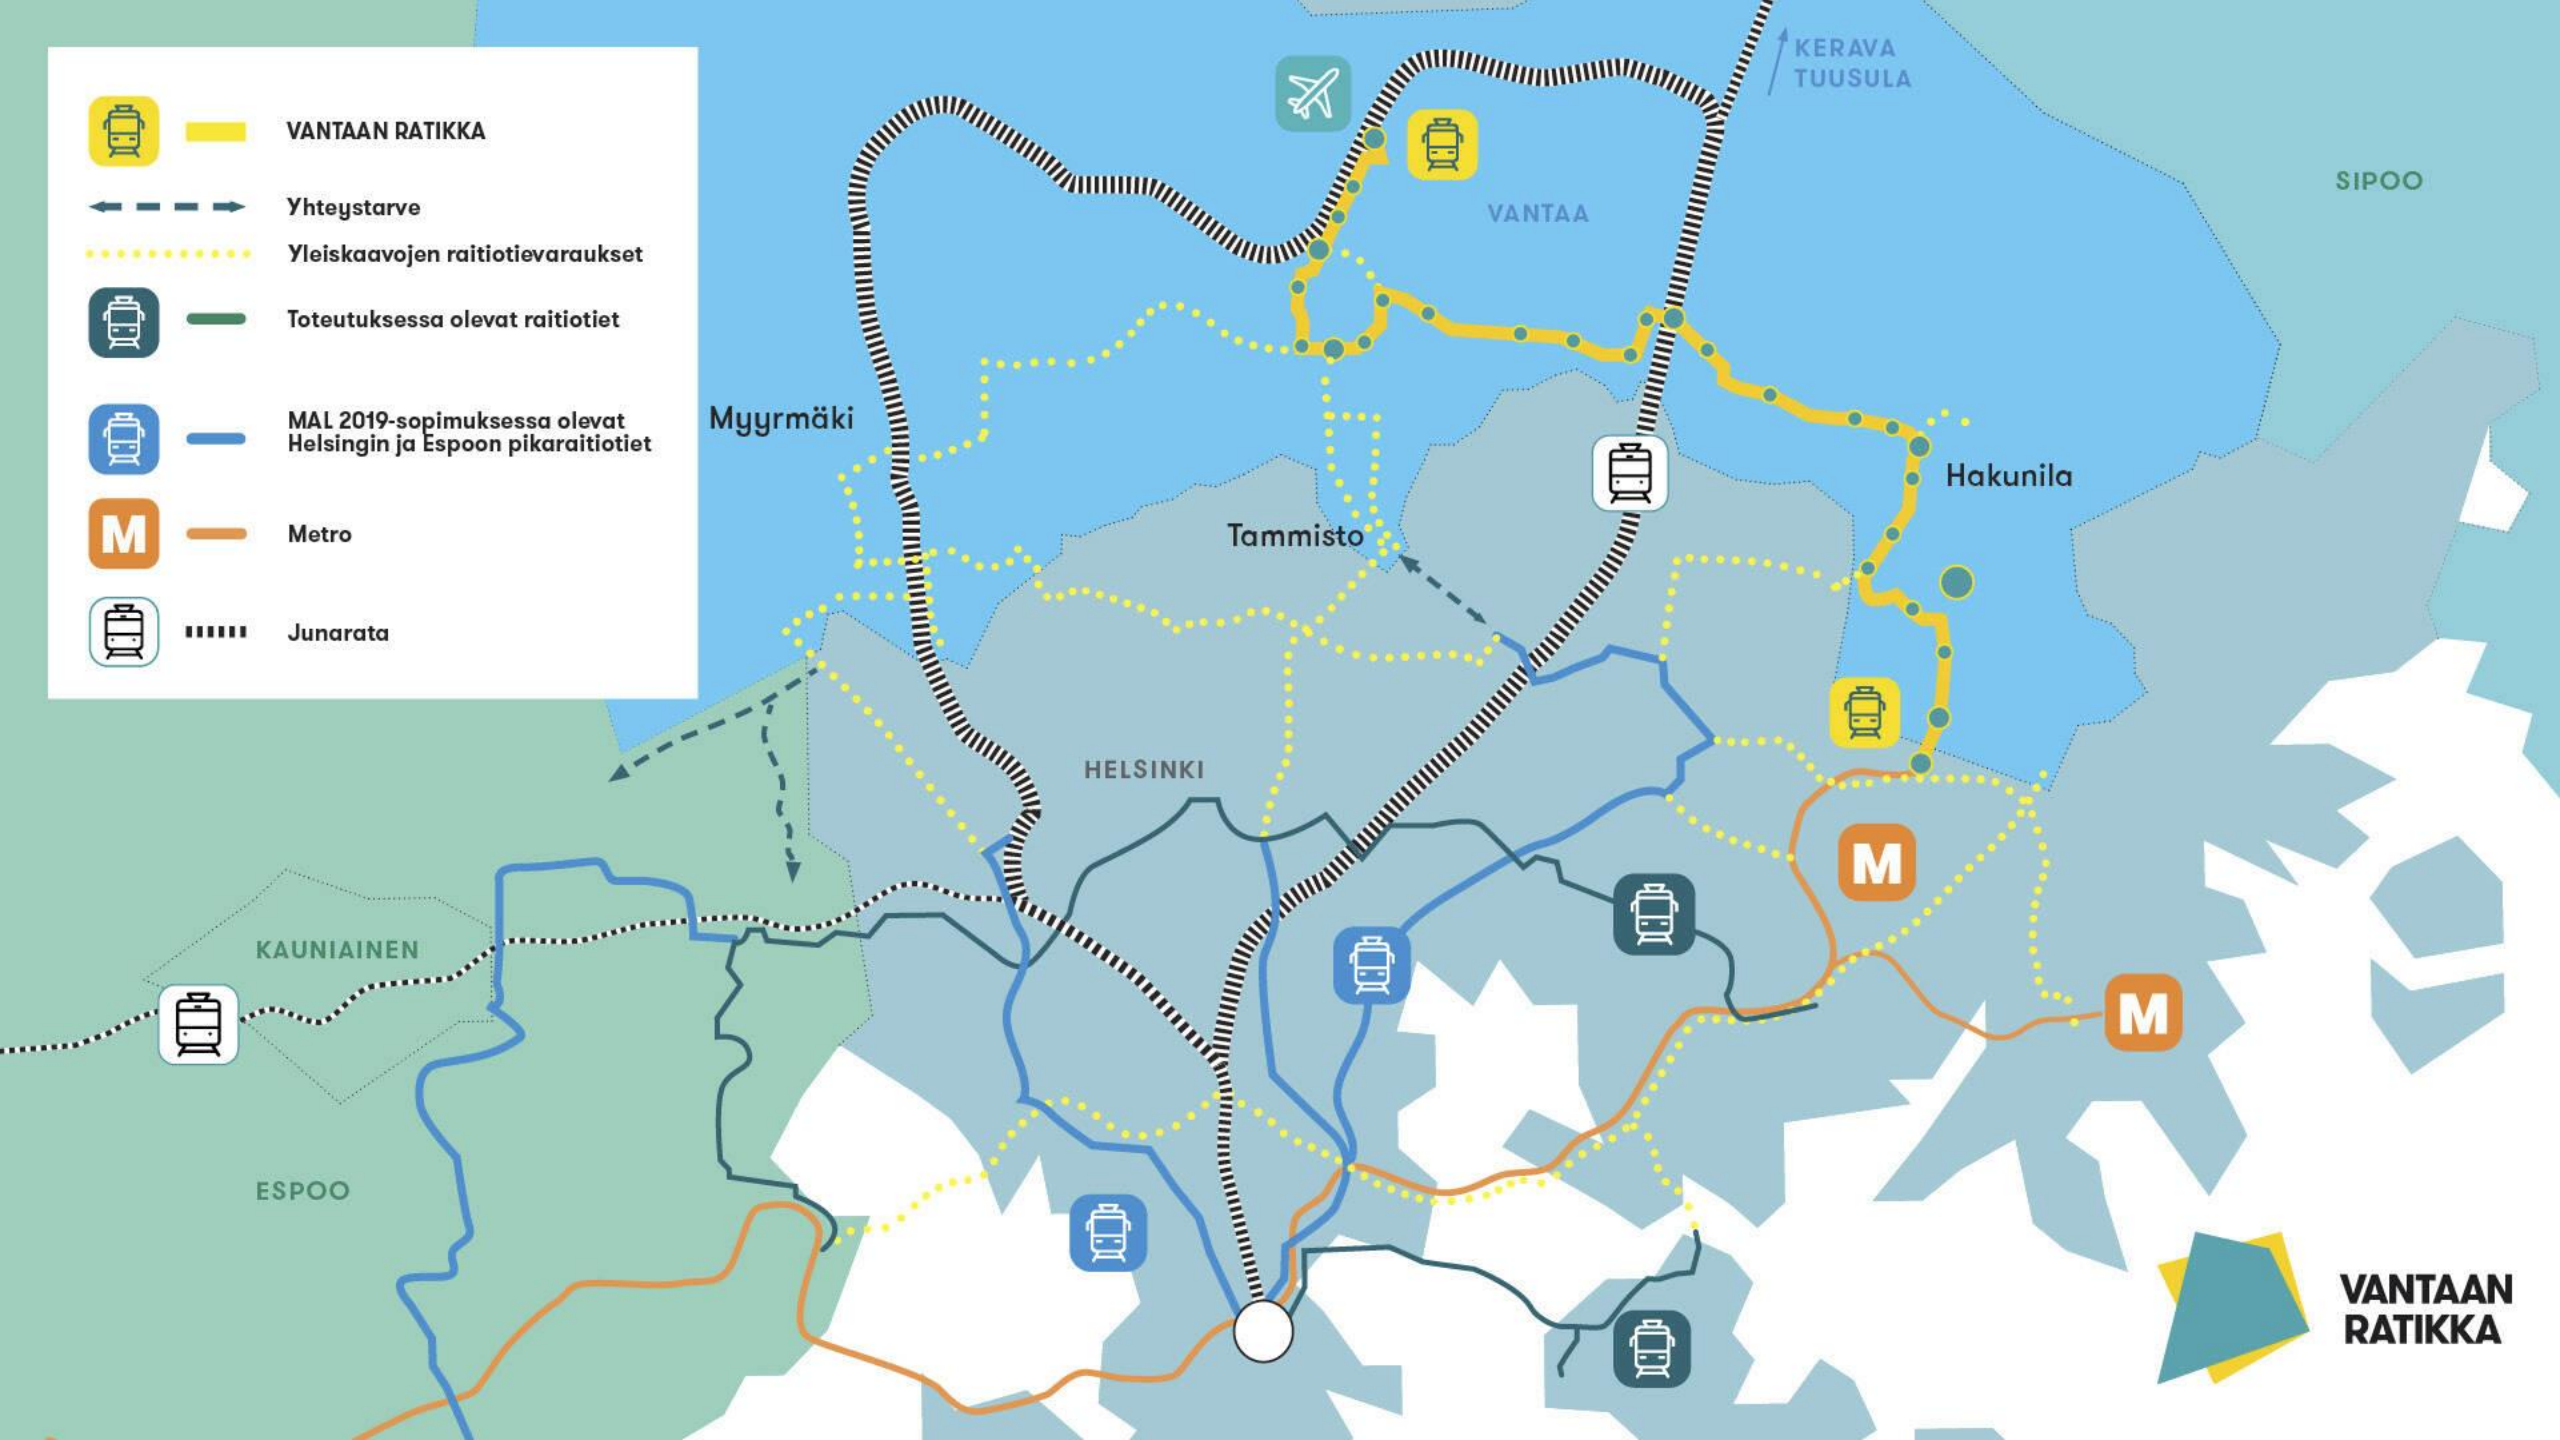 VANTAAN RATIKKA
Yhteystarve
Yleiskaavojen raitiotievaraukset
Toteutuksessa olevat raitiotiet
MAL 2019-sopimuksessa olevat
Helsingin ja Espoon pikaraitiotiet
M
Metro
Junarata
KERAVA
TUUSULA
SIPOO
VANTAA
Myyrmäki
Hakunila
Tammisto
HELSINKI
M
KAUNIAINEN
M
ESPOO
VANTAAN
RATIKKA